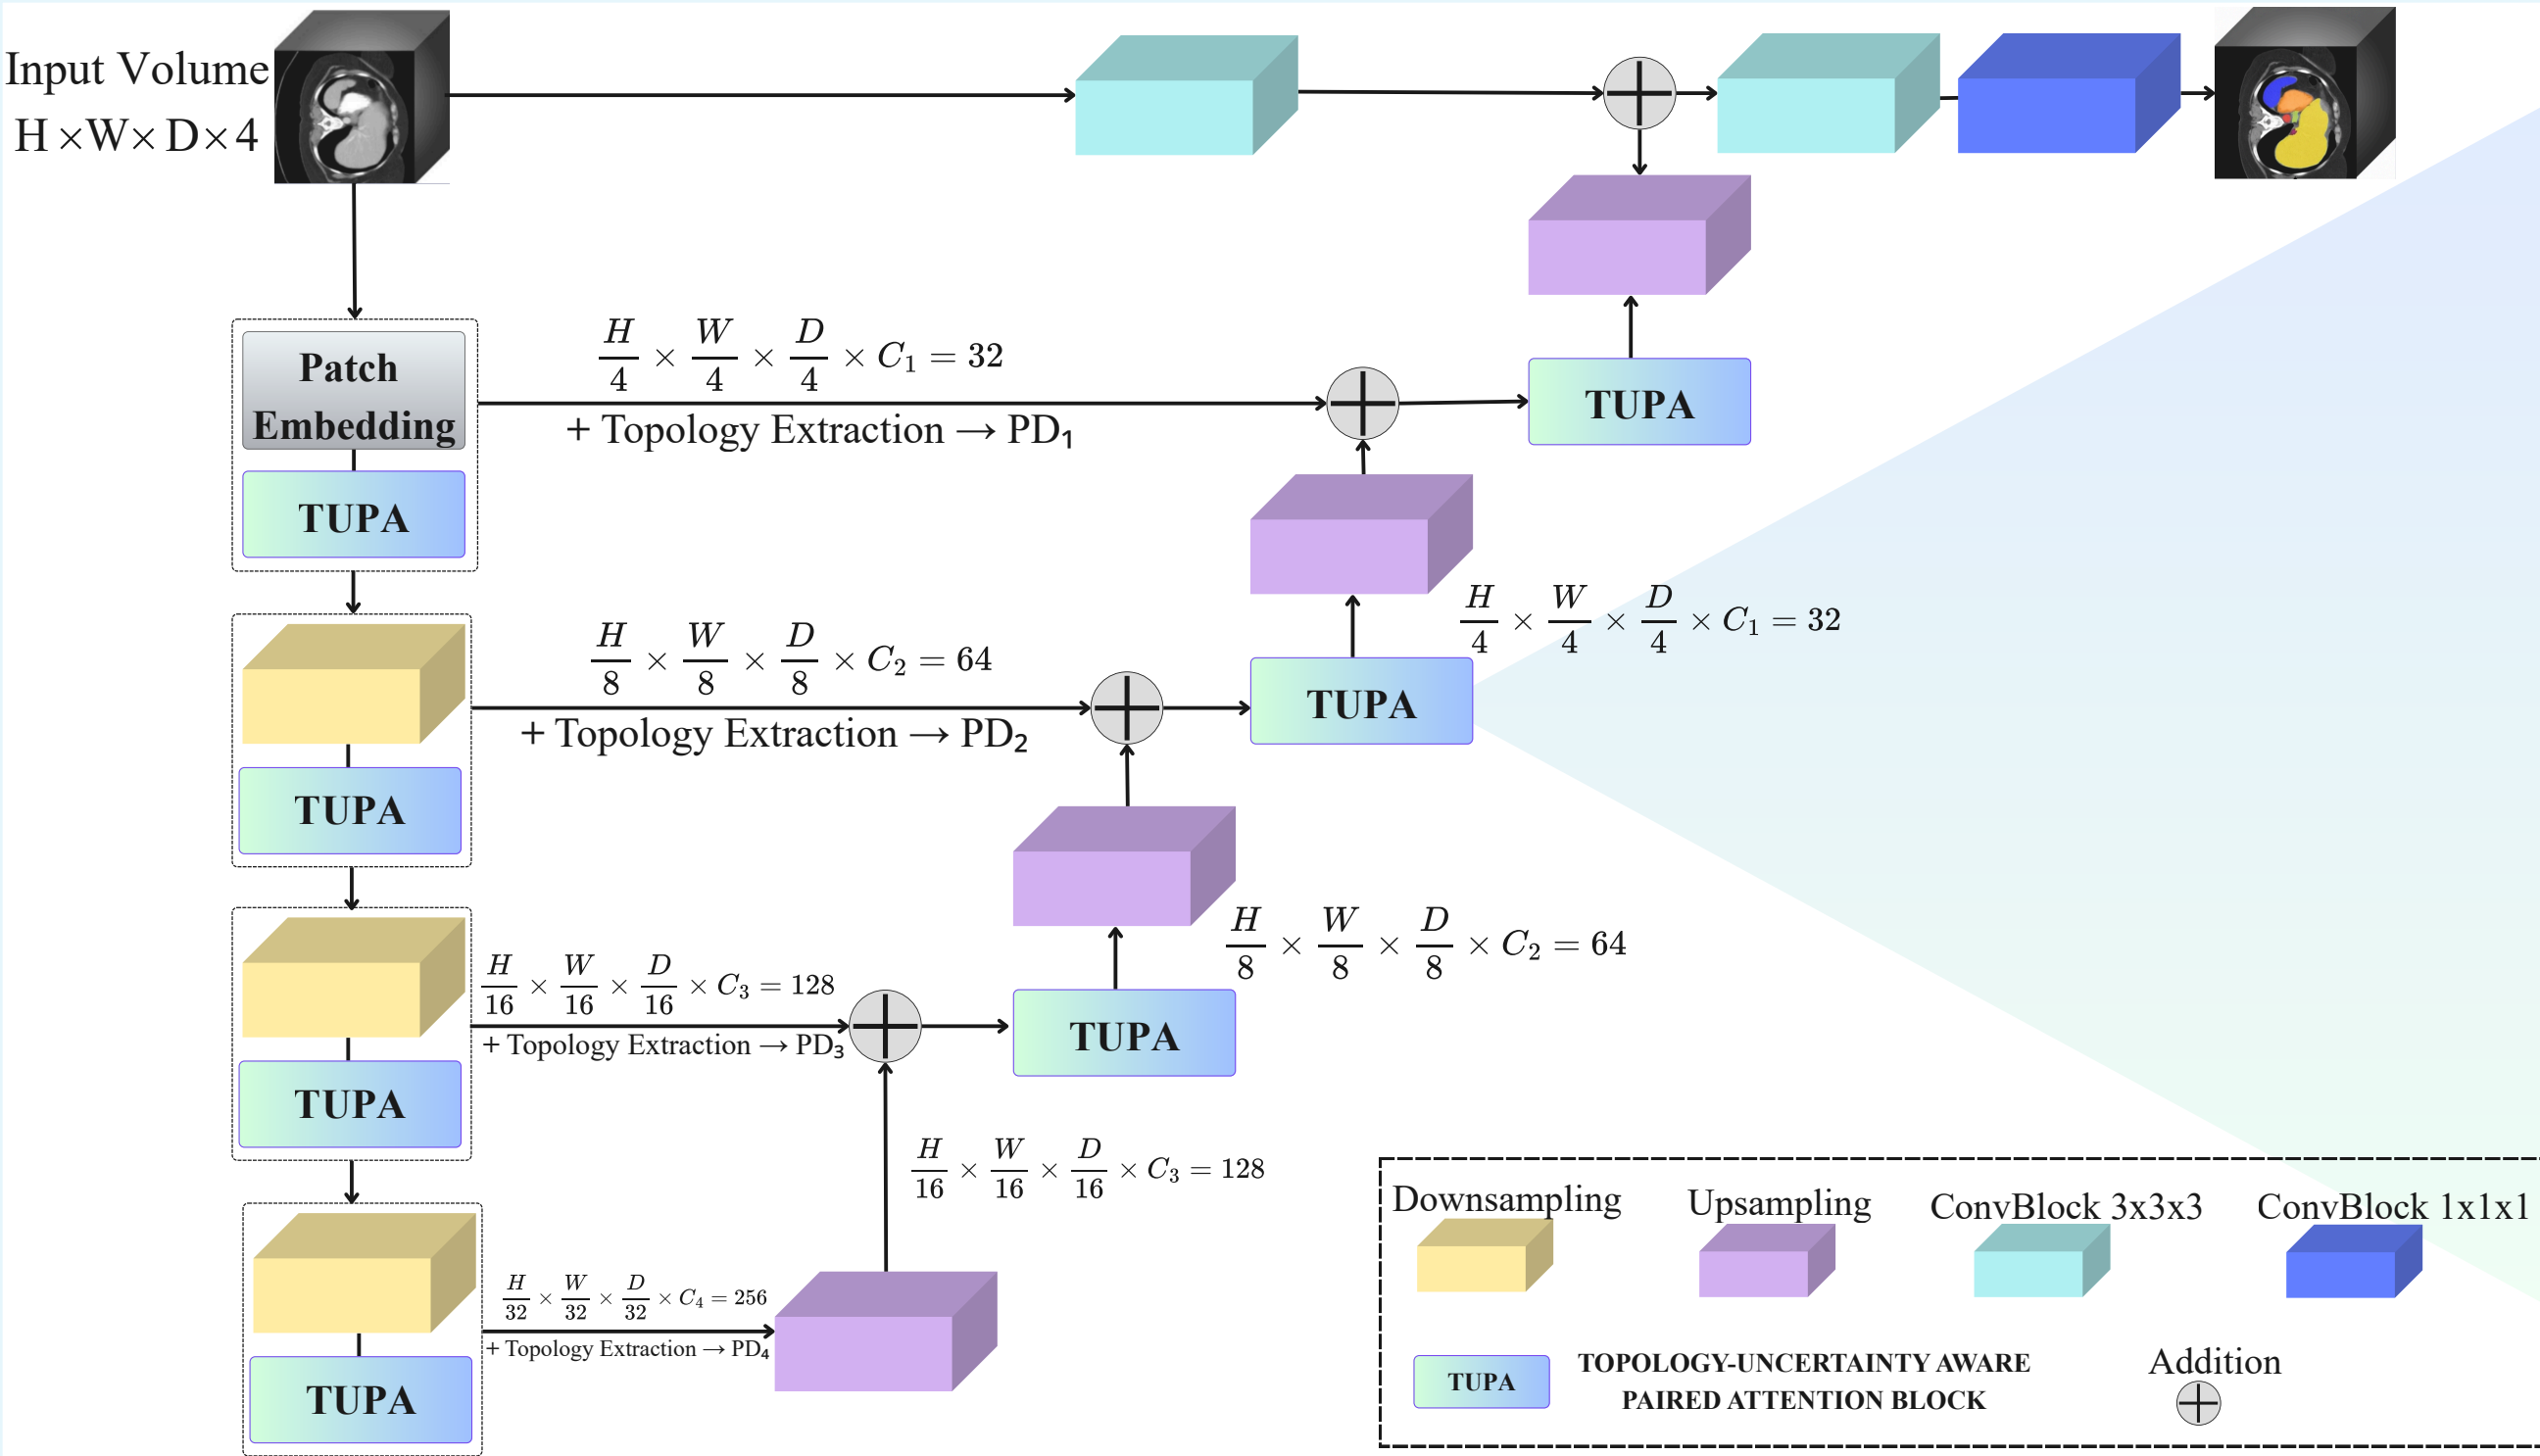 Input Volume
H ×W× D×4
Patch
Embedding
TUPA
H/4 × W/4 × D/4 × C₁ = 32
+ Topology Extraction → PD₁
TUPA
TUPA
H/8 × W/8 × D/8 × C₂ = 64
+ Topology Extraction → PD₂
TUPA
H/4 × W/4 × D/4 × C₁ = 32
TUPA
H/16 × W/16 × D/16 × C₃ = 128
+ Topology Extraction → PD₃
TUPA
H/8 × W/8 × D/8 × C₂ = 64
H/16 × W/16 × D/16 × C₃ = 128
TUPA
H/32 × W/32 × D/32 × C₄ = 256
+ Topology Extraction → PD₄
Downsampling
Upsampling
ConvBlock 3x3x3
ConvBlock 1x1x1
TUPA
TOPOLOGY-UNCERTAINTY AWARE
PAIRED ATTENTION BLOCK
Addition